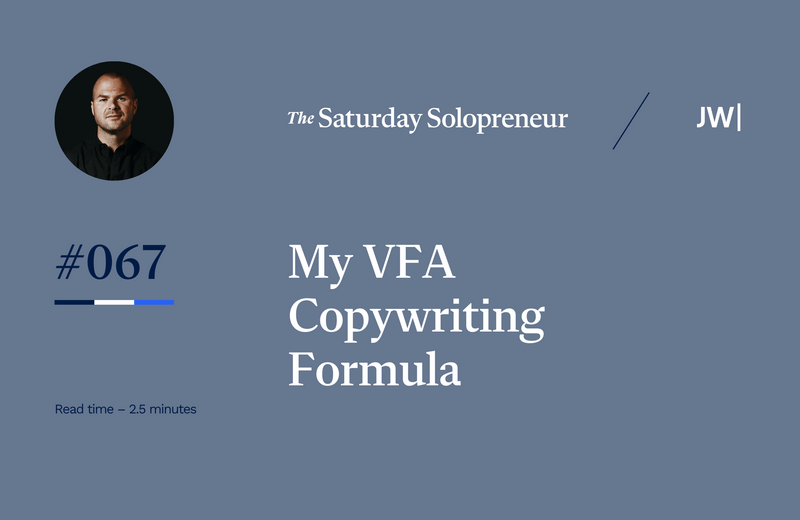 The Saturday Solopreneur
JW|
#067
My VFA
Copywriting
Formula
Read time – 2.5 minutes